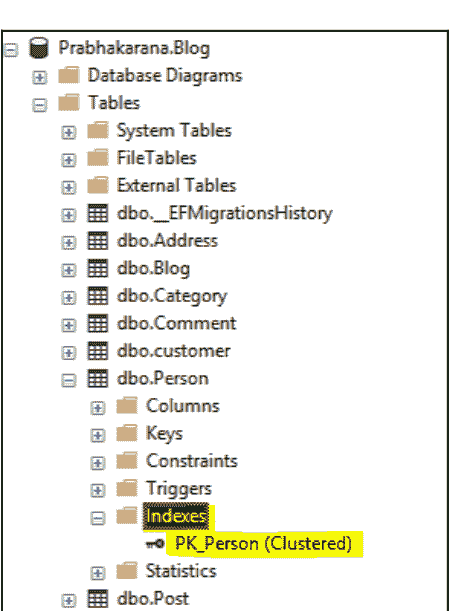 Prabhakarana.Blog
Database Diagrams
Tables
System Tables
FileTables
External Tables
dbo.__EFMigrationsHistory
dbo.Address
dbo.Blog
dbo.Category
dbo.Comment
dbo.customer
dbo.Person
Columns
Keys
Constraints
Triggers
Indexes
PK_Person (Clustered)
Statistics
dbo.Post